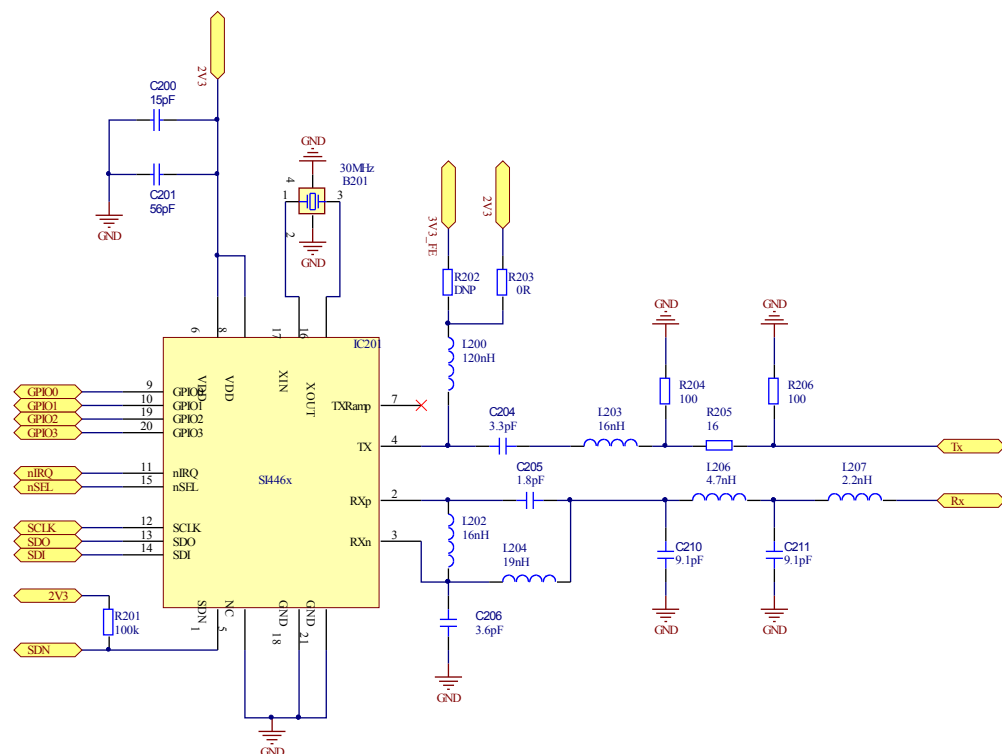 2V3
C200
15pF
C201
56pF
GND
GND
30MHz
B201
4
1
3
2
GND
3V3_FE
2V3
R202
DNP
R203
0R
L200
120nH
GND
GND
R204
100
R206
100
6
8
17
16
IC201
VDD
VDD
XIN
XOUT
GPIO0
9
GPIO0
GPIO1
10
GPIO1
GPIO2
19
GPIO2
GPIO3
20
GPIO3
TXRamp
7
TX
4
C204
3.3pF
L203
16nH
R205
16
Tx
nIRQ
11
nIRQ
nSEL
15
nSEL
SI446x
RXp
2
C205
1.8pF
L206
4.7nH
L207
2.2nH
Rx
SCLK
12
SCLK
SDO
13
SDO
SDI
14
SDI
RXn
3
L202
16nH
L204
19nH
C210
9.1pF
C211
9.1pF
GND
GND
2V3
R201
100k
SDN
SDN
NC
GND
GND
1
5
18
21
C206
3.6pF
GND
GND